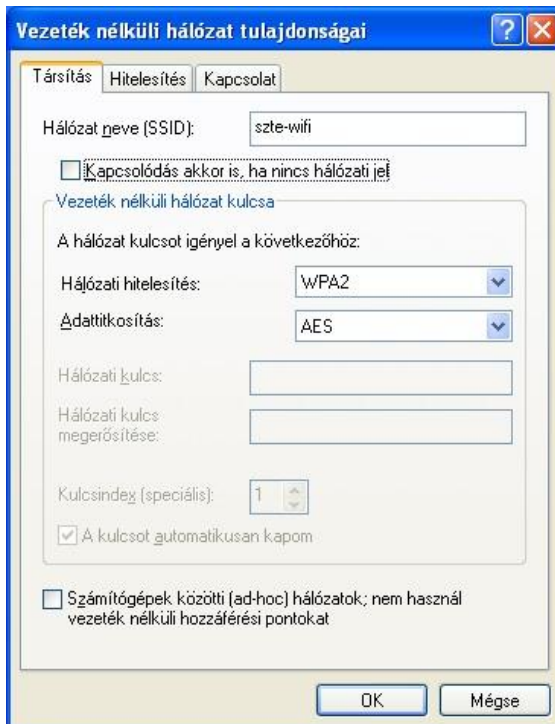 Vezeték nélküli hálózat tulajdonságai
Társítás Hitelesítés Kapcsolat
Hálózat neve (SSID): szte-wifi
Kapcsolódás akkor is, ha nincs hálózati jel
Vezeték nélküli hálózat kulcsa
A hálózat kulcsot igényel a következőhöz:
Hálózati hitelesítés: WPA2
Adattitkosítás: AES
Hálózati kulcs:
Hálózati kulcs
megerősítése:
Kulcsindex (speciális): 1
A kulcsot automatikusan kapom
Számítógépek közötti (ad-hoc) hálózatok; nem használ
vezeték nélküli hozzáférési pontokat
OK Mégse